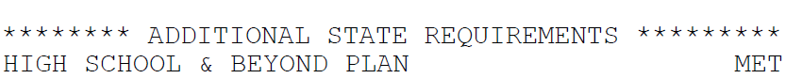 ******** ADDITIONAL STATE REQUIREMENTS *********
HIGH SCHOOL & BEYOND PLAN MET